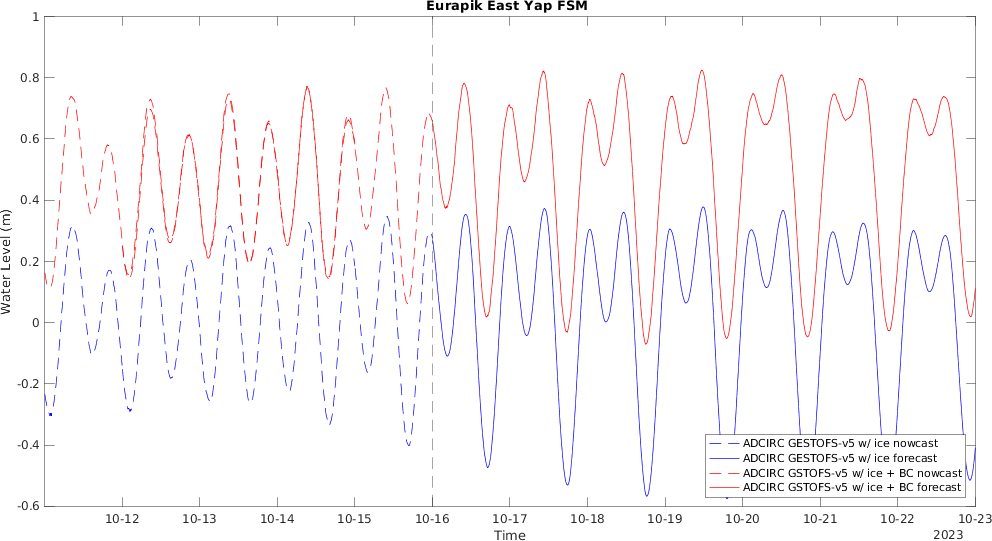 Eurapik East Yap FSM
1
0.8
0.6
0.4
0.2
0
-0.2
-0.4
-0.6
Water Level (m)
ADCIRC GESTOFS-v5 w/ ice nowcast
ADCIRC GESTOFS-v5 w/ ice forecast
ADCIRC GSTOFS-v5 w/ ice + BC nowcast
ADCIRC GSTOFS-v5 w/ ice + BC forecast
10-12 10-13 10-14 10-15 10-16 10-17 10-18 10-19 10-20 10-21 10-22 10-23
Time
2023